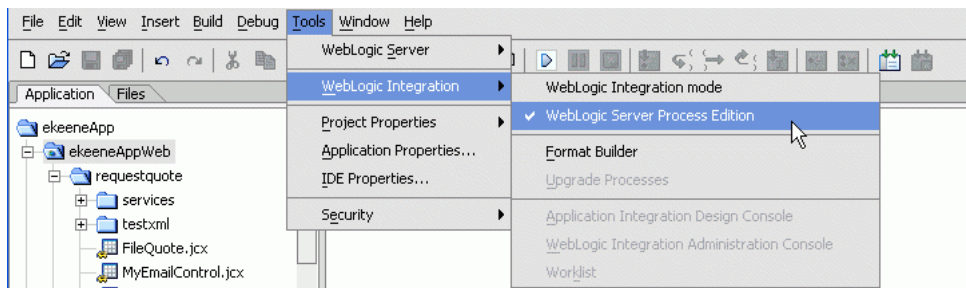 File Edit View Insert Build Debug Tools Window Help
WebLogic Server
WebLogic Integration
Project Properties
Application Properties...
IDE Properties...
Security
WebLogic Integration mode
WebLogic Server Process Edition
Format Builder
Upgrade Processes
Application Integration Design Console
WebLogic Integration Administration Console
Worklist
Application Files
ekeeneApp
ekeeneAppWeb
requestquote
services
testxml
FileQuote.jcx
MyEmailControl.jcx